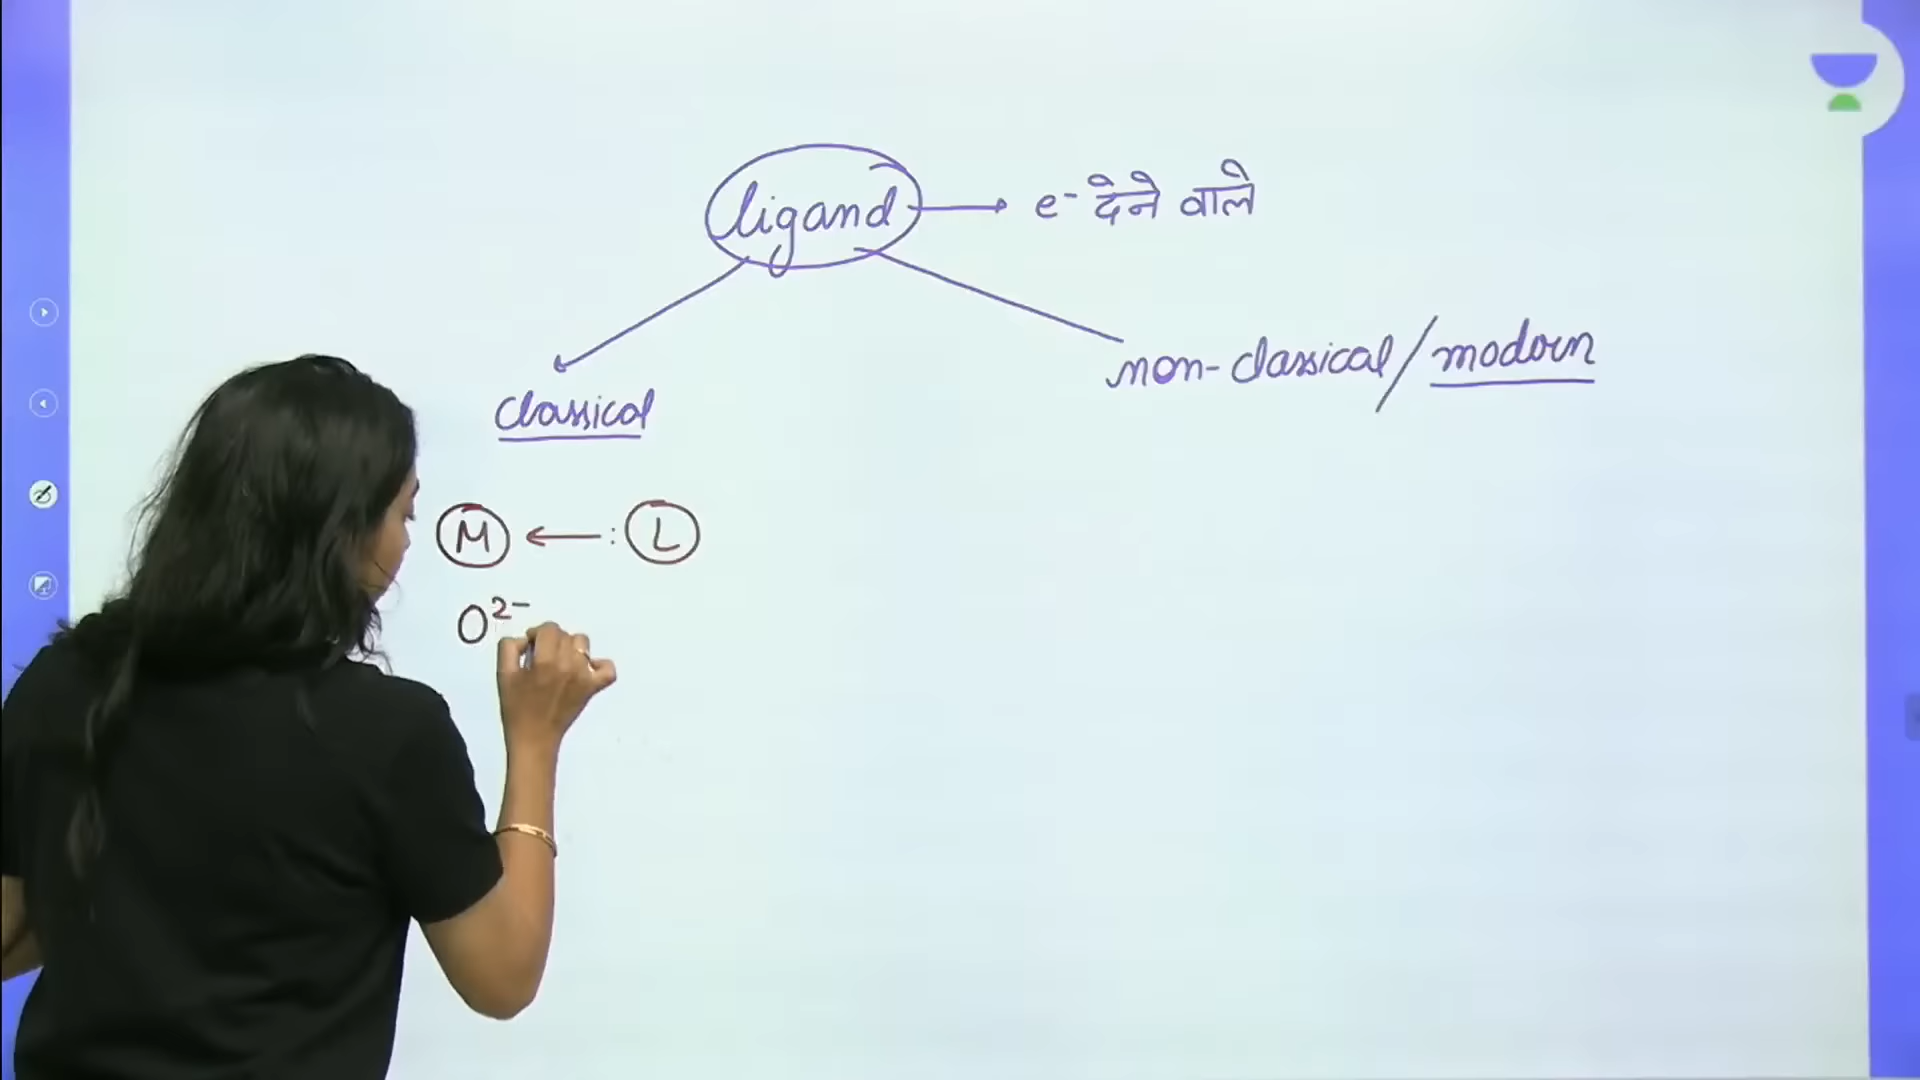 ligand → e⁻ देने वाले
classical
non-classical/modern
M ← : L
O²⁻